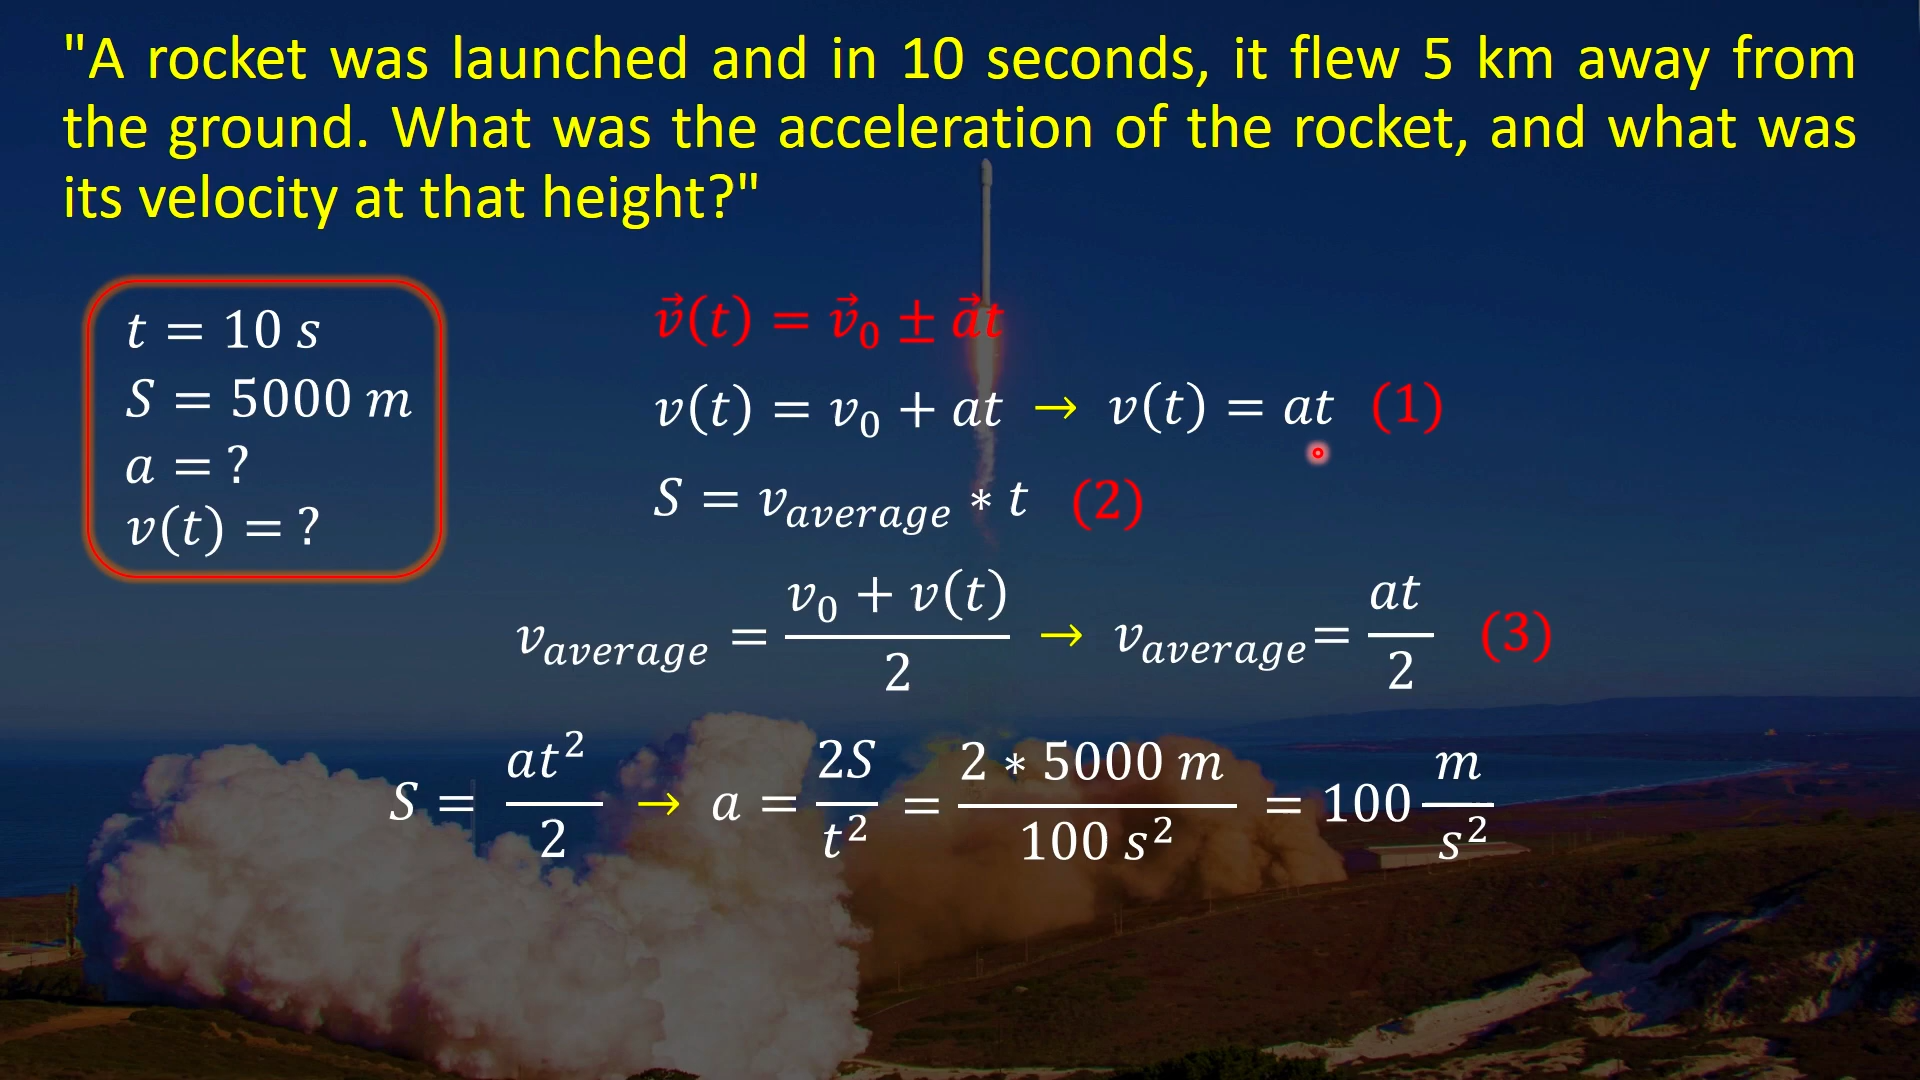 "A rocket was launched and in 10 seconds, it flew 5 km away from
the ground. What was the acceleration of the rocket, and what was
its velocity at that height?"
t = 10 s
S = 5000 m
a = ?
v(t) = ?
v⃗(t) = v⃗₀ ± a⃗t
v(t) = v₀ + at → v(t) = at (1)
S = v_average * t (2)
v_average = (v₀ + v(t))/2 → v_average = at/2 (3)
S = at²/2 → a = 2S/t² = (2 * 5000 m)/(100 s²) = 100 m/s²